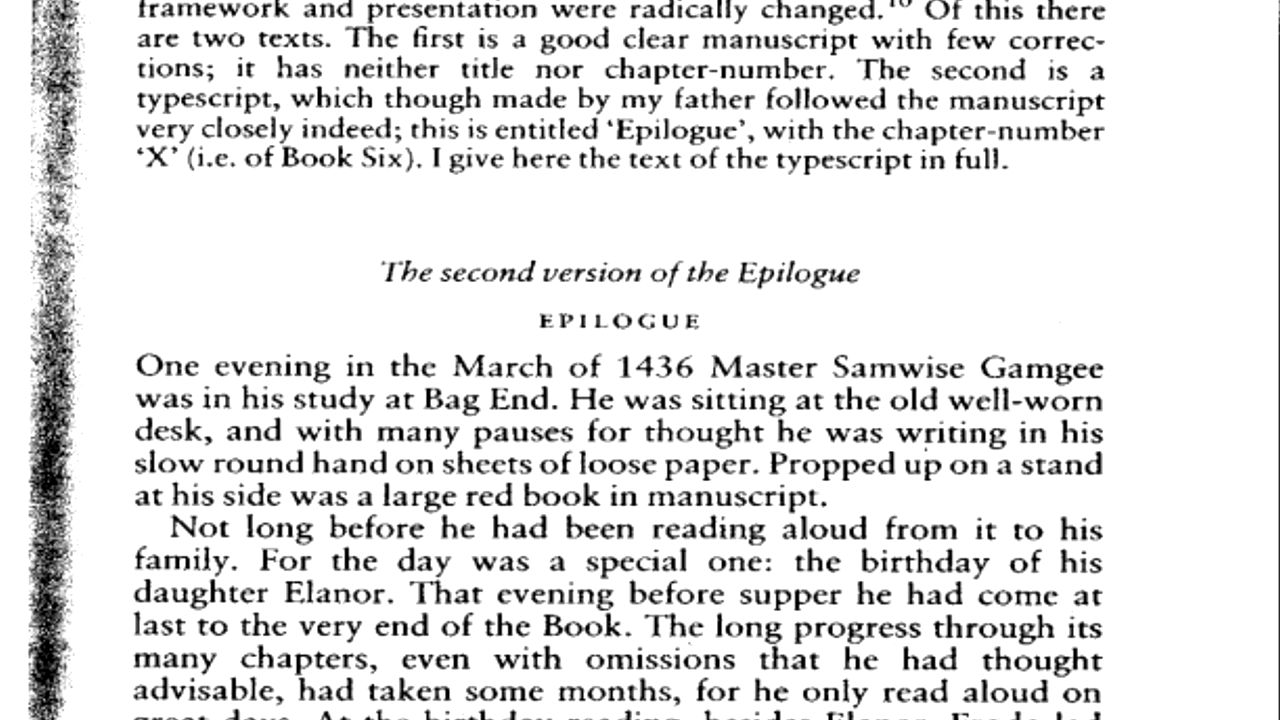 framework and presentation were radically changed.¹⁰ Of this there
are two texts. The first is a good clear manuscript with few correc-
tions; it has neither title nor chapter-number. The second is a
typescript, which though made by my father followed the manuscript
very closely indeed; this is entitled ‘Epilogue’, with the chapter-number
‘X’ (i.e. of Book Six). I give here the text of the typescript in full.
The second version of the Epilogue
EPILOGUE
One evening in the March of 1436 Master Samwise Gamgee
was in his study at Bag End. He was sitting at the old well-worn
desk, and with many pauses for thought he was writing in his
slow round hand on sheets of loose paper. Propped up on a stand
at his side was a large red book in manuscript.
Not long before he had been reading aloud from it to his
family. For the day was a special one: the birthday of his
daughter Elanor. That evening before supper he had come at
last to the very end of the Book. The long progress through its
many chapters, even with omissions that he had thought
advisable, had taken some months, for he only read aloud on
great days. At the birthday reading, besides Elanor, Frodo-lad